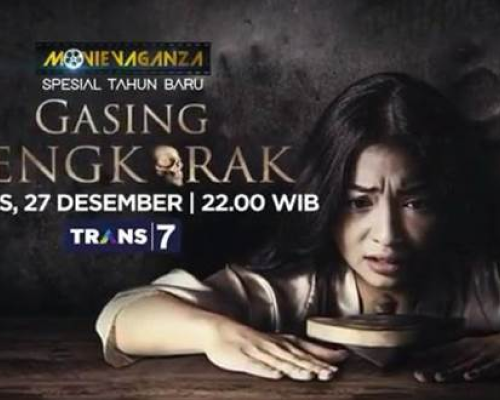 MOVIEVAGANZA
SPESIAL TAHUN BARU
GASING
ENGKORAK
S, 27 DESEMBER | 22.00 WIB
TRANS|7